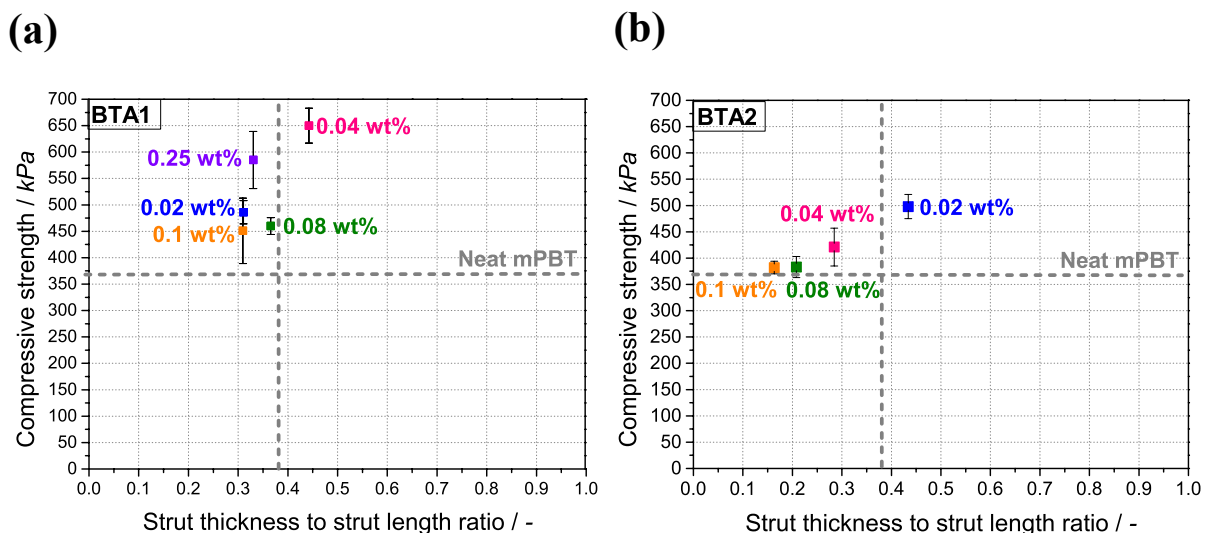 (a)
BTA1
Compressive strength / kPa
700
650
600
550
500
450
400
350
300
250
200
150
100
50
0
0.04 wt%
0.25 wt%
0.02 wt%
0.08 wt%
0.1 wt%
Neat mPBT
0.0 0.1 0.2 0.3 0.4 0.5 0.6 0.7 0.8 0.9 1.0
Strut thickness to strut length ratio / -
(b)
BTA2
Compressive strength / kPa
700
650
600
550
500
450
400
350
300
250
200
150
100
50
0
0.04 wt%
0.02 wt%
Neat mPBT
0.1 wt% 0.08 wt%
0.0 0.1 0.2 0.3 0.4 0.5 0.6 0.7 0.8 0.9 1.0
Strut thickness to strut length ratio / -